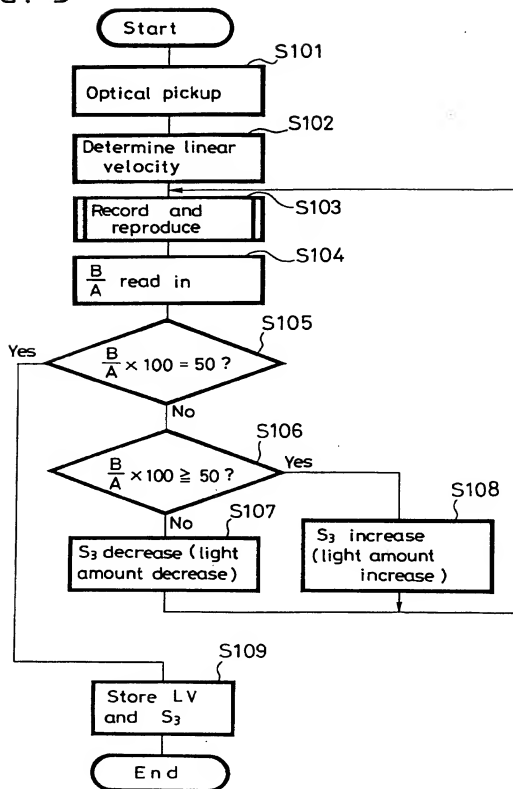 Start
S101
Optical pickup
S102
Determine linear
velocity
S103
Record and
reproduce
S104
B/A read in
S105
Yes
B/A × 100 = 50 ?
No
S106
B/A × 100 ≧ 50 ?
Yes
No
S107
S3 decrease (light
amount decrease)
S108
S3 increase
(light amount
increase)
S109
Store LV
and S3
End